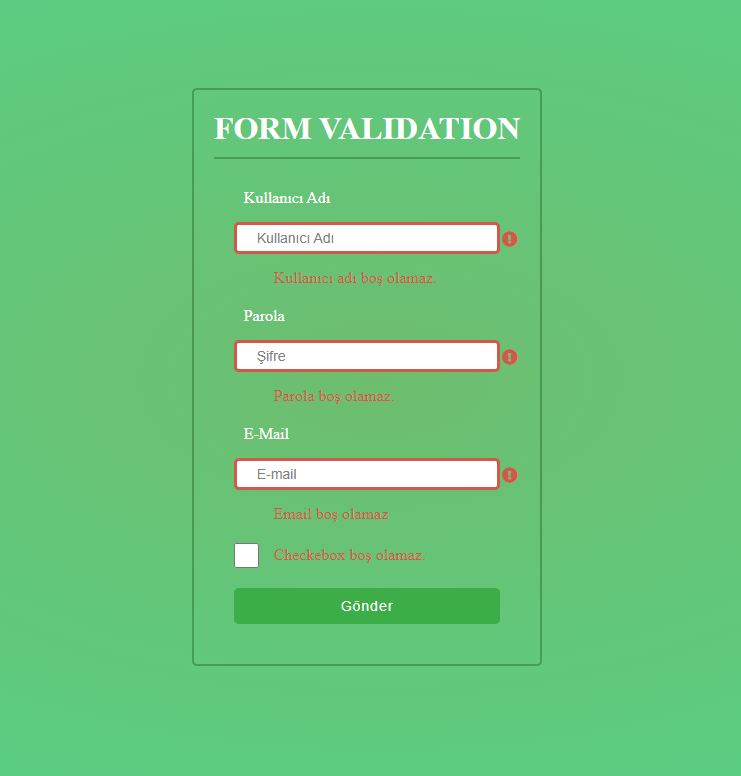 FORM VALIDATION
Kullanıcı Adı
Kullanıcı Adı
Kullanıcı adı boş olamaz.
Parola
Şifre
Parola boş olamaz.
E-Mail
E-mail
Email boş olamaz
Checkebox boş olamaz.
Gönder